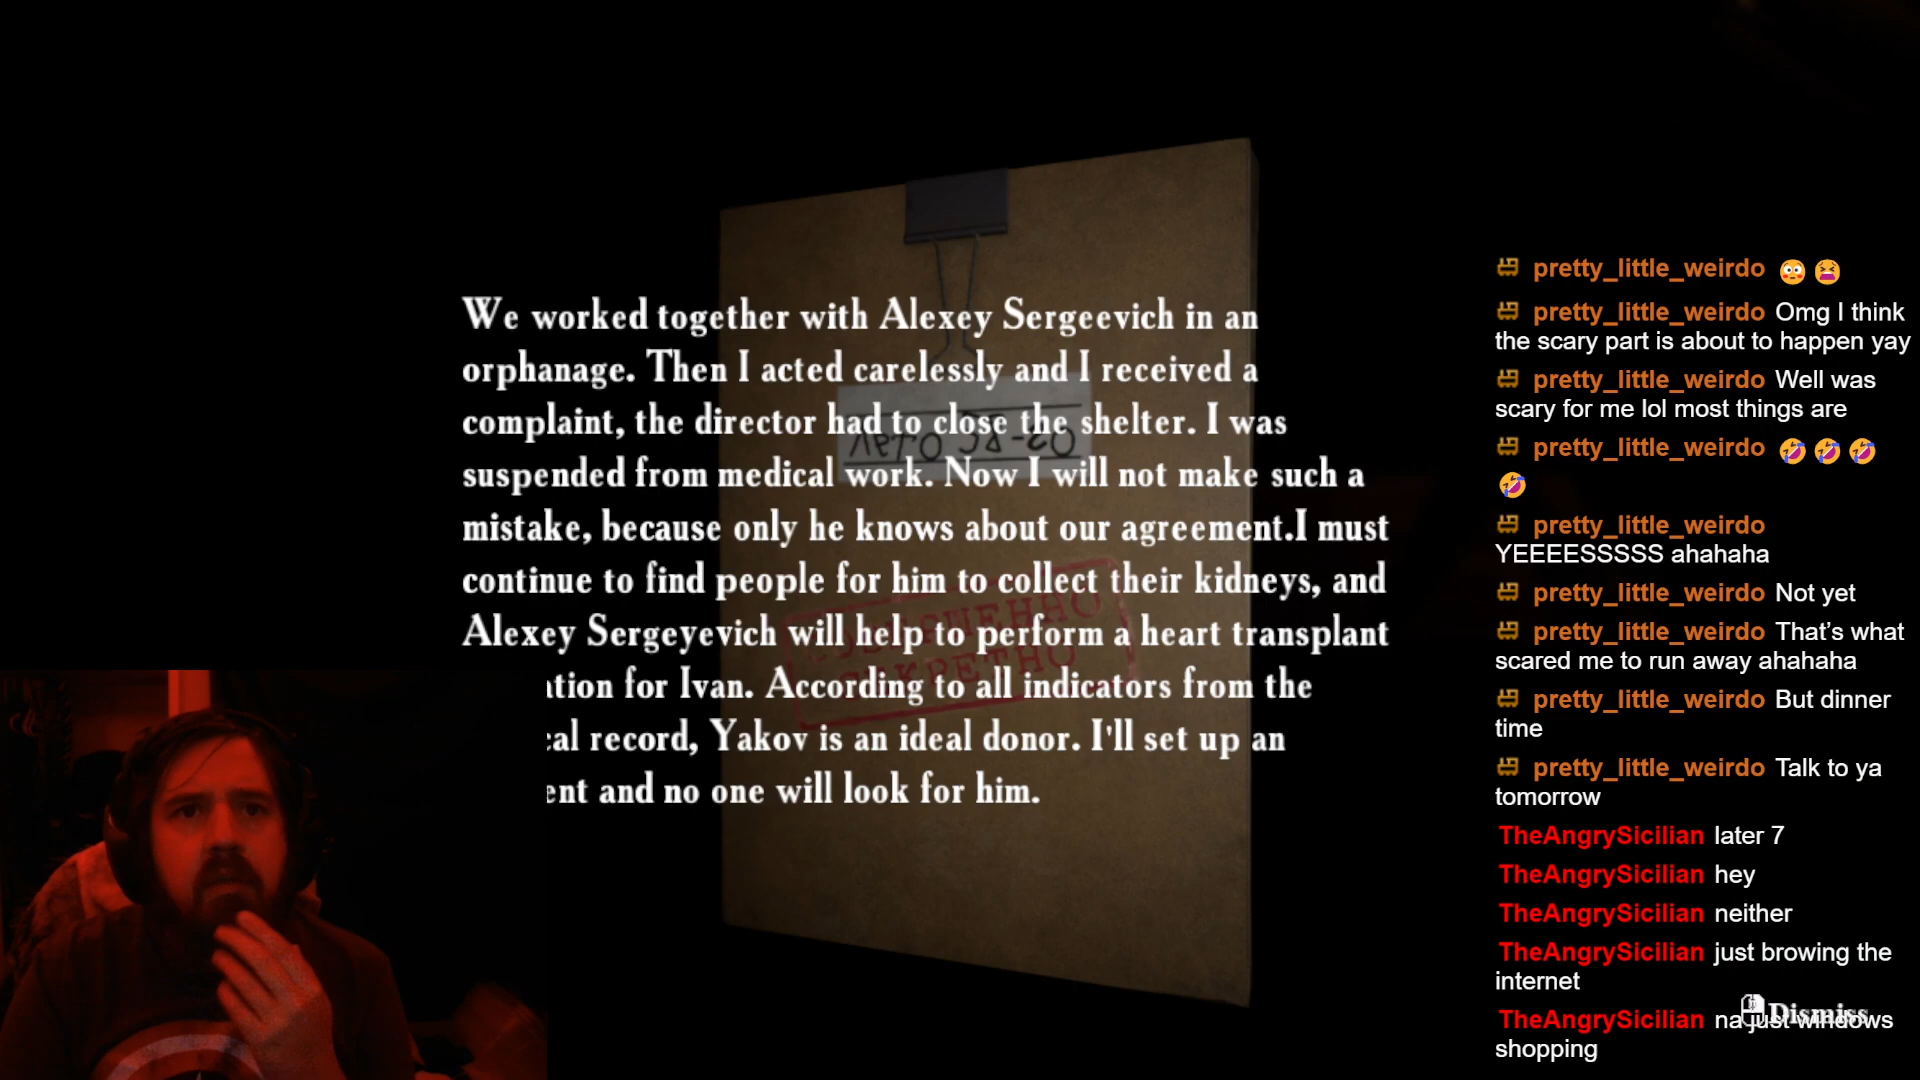 We worked together with Alexey Sergeevich in an
orphanage. Then I acted carelessly and I received a
complaint, the director had to close the shelter. I was
suspended from medical work. Now I will not make such a
mistake, because only he knows about our agreement.I must
continue to find people for him to collect their kidneys, and
Alexey Sergeyevich will help to perform a heart transplant
ation for Ivan. According to all indicators from the
cal record, Yakov is an ideal donor. I'll set up an
ent and no one will look for him.
СОВЕРШЕННО
СЕКРЕТНО
pretty_little_weirdo 😳 😫
pretty_little_weirdo Omg I think
the scary part is about to happen yay
pretty_little_weirdo Well was
scary for me lol most things are
pretty_little_weirdo 🤣 🤣 🤣
🤣
pretty_little_weirdo
YEEEESSSSS ahahaha
pretty_little_weirdo Not yet
pretty_little_weirdo That’s what
scared me to run away ahahaha
pretty_little_weirdo But dinner
time
pretty_little_weirdo Talk to ya
tomorrow
TheAngrySicilian later 7
TheAngrySicilian hey
TheAngrySicilian neither
TheAngrySicilian just browing the
internet
TheAngrySicilian na just windows
shopping
Dismiss